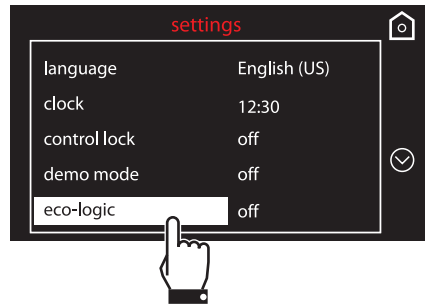 settings
language English (US)
clock 12:30
control lock off
demo mode off
eco-logic off